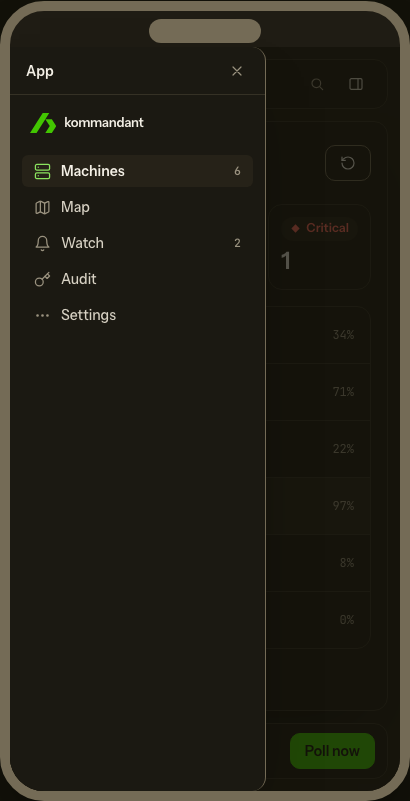 App
kommandant
Machines 6
Map
Watch 2
Audit
Settings
Critical
1
34%
71%
22%
97%
8%
0%
Poll now